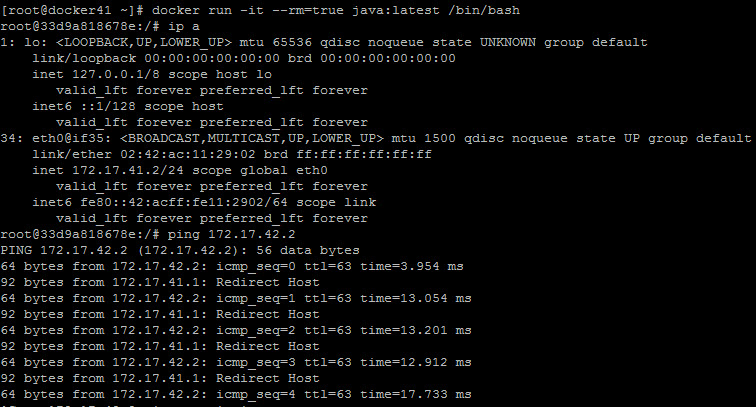 [root@docker41 ~]# docker run -it --rm=true java:latest /bin/bash
root@33d9a818678e:/# ip a
1: lo: <LOOPBACK,UP,LOWER_UP> mtu 65536 qdisc noqueue state UNKNOWN group default
    link/loopback 00:00:00:00:00:00 brd 00:00:00:00:00:00
    inet 127.0.0.1/8 scope host lo
       valid_lft forever preferred_lft forever
    inet6 ::1/128 scope host
       valid_lft forever preferred_lft forever
34: eth0@if35: <BROADCAST,MULTICAST,UP,LOWER_UP> mtu 1500 qdisc noqueue state UP group default
    link/ether 02:42:ac:11:29:02 brd ff:ff:ff:ff:ff:ff
    inet 172.17.41.2/24 scope global eth0
       valid_lft forever preferred_lft forever
    inet6 fe80::42:acff:fe11:2902/64 scope link
       valid_lft forever preferred_lft forever
root@33d9a818678e:/# ping 172.17.42.2
PING 172.17.42.2 (172.17.42.2): 56 data bytes
64 bytes from 172.17.42.2: icmp_seq=0 ttl=63 time=3.954 ms
92 bytes from 172.17.41.1: Redirect Host
64 bytes from 172.17.42.2: icmp_seq=1 ttl=63 time=13.054 ms
92 bytes from 172.17.41.1: Redirect Host
64 bytes from 172.17.42.2: icmp_seq=2 ttl=63 time=13.201 ms
92 bytes from 172.17.41.1: Redirect Host
64 bytes from 172.17.42.2: icmp_seq=3 ttl=63 time=12.912 ms
92 bytes from 172.17.41.1: Redirect Host
64 bytes from 172.17.42.2: icmp_seq=4 ttl=63 time=17.733 ms